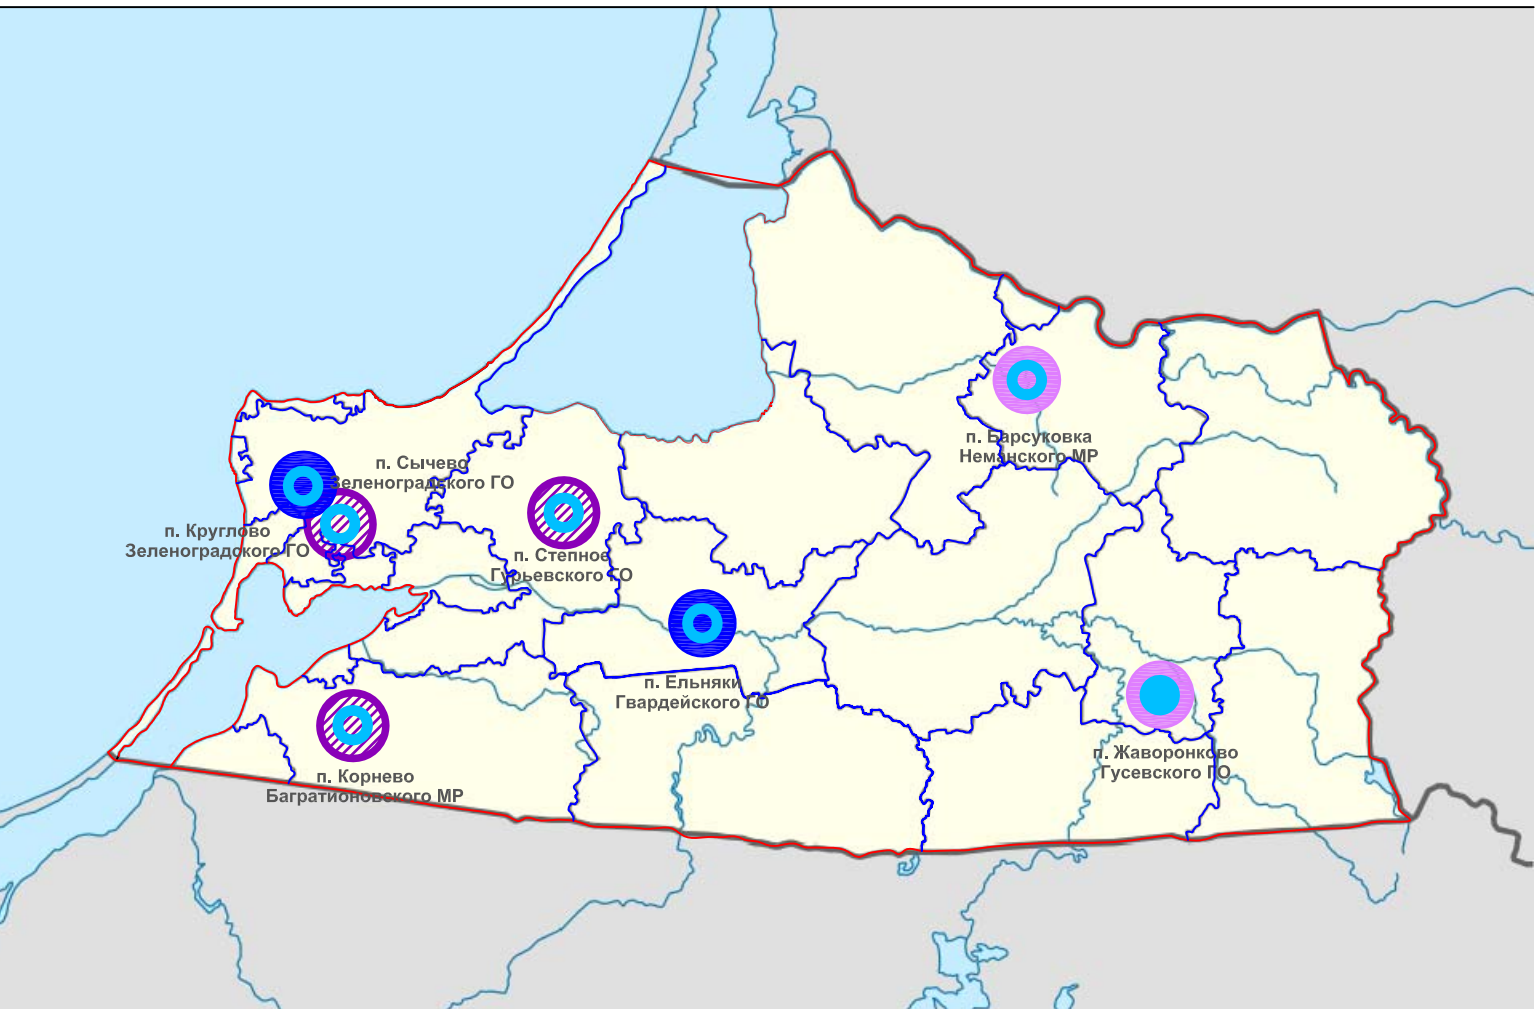 п. Барсуковка
Неманского МР
п. Сычево
Зеленоградского ГО
п. Круглово
Зеленоградского ГО
п. Степное
Гурьевского ГО
п. Ельняки
Гвардейского ГО
п. Жаворонково
Гусевского ГО
п. Корнево
Багратионовского МР